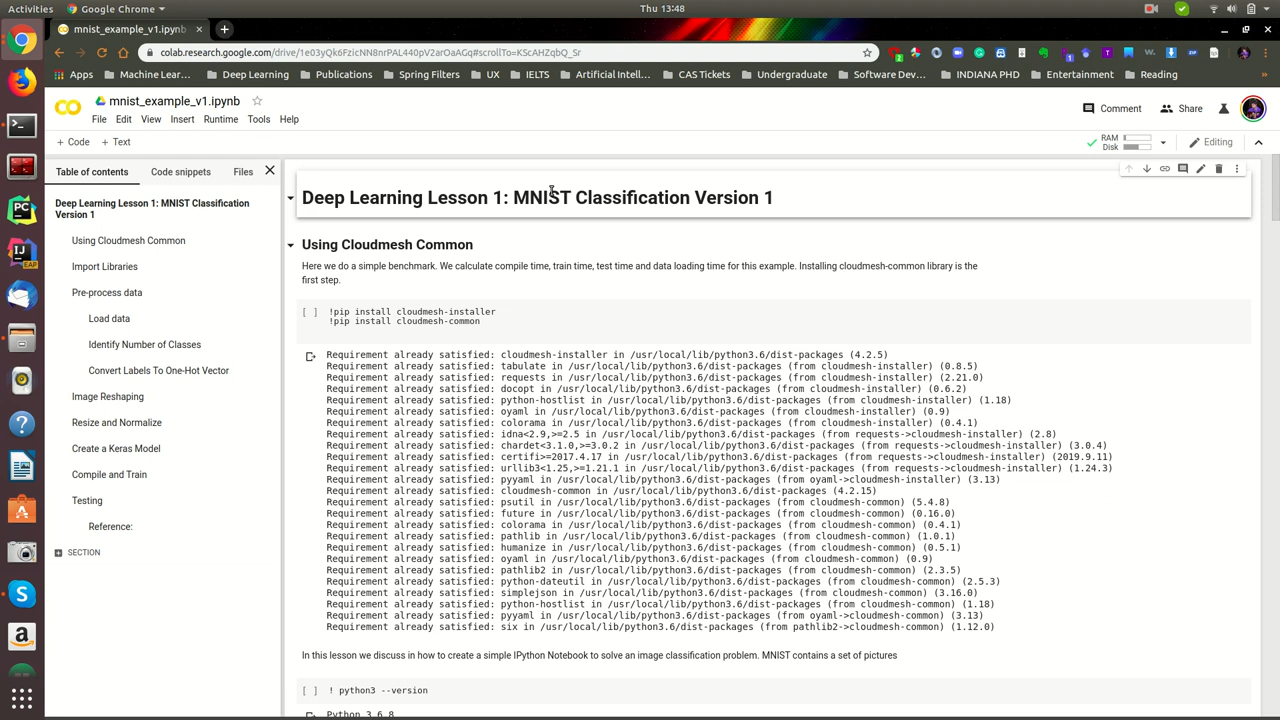 Activities
Google Chrome
Thu 13:48
mnist_example_v1.ipynb
colab.research.google.com/drive/1e03yQk6FzicNN8nrPAL440pV2arOaAGq#scrollTo=KScAHZqbQ_Sr
Apps
Machine Lear...
Deep Learning
Publications
Spring Filters
UX
IELTS
Artificial Intell...
CAS Tickets
Undergraduate
Software Dev...
INDIANA PHD
Entertainment
Reading
mnist_example_v1.ipynb
Comment
Share
File Edit View Insert Runtime Tools Help
+ Code + Text
RAM
Disk
Editing
Table of contents
Code snippets
Files
Deep Learning Lesson 1: MNIST Classification
Version 1
Using Cloudmesh Common
Import Libraries
Pre-process data
Load data
Identify Number of Classes
Convert Labels To One-Hot Vector
Image Reshaping
Resize and Normalize
Create a Keras Model
Compile and Train
Testing
Reference:
SECTION
Deep Learning Lesson 1: MNIST Classification Version 1
Using Cloudmesh Common
Here we do a simple benchmark. We calculate compile time, train time, test time and data loading time for this example. Installing cloudmesh-common library is the
first step.
[ ] !pip install cloudmesh-installer
!pip install cloudmesh-common
Requirement already satisfied: cloudmesh-installer in /usr/local/lib/python3.6/dist-packages (4.2.5)
Requirement already satisfied: tabulate in /usr/local/lib/python3.6/dist-packages (from cloudmesh-installer) (0.8.5)
Requirement already satisfied: requests in /usr/local/lib/python3.6/dist-packages (from cloudmesh-installer) (2.21.0)
Requirement already satisfied: docopt in /usr/local/lib/python3.6/dist-packages (from cloudmesh-installer) (0.6.2)
Requirement already satisfied: python-hostlist in /usr/local/lib/python3.6/dist-packages (from cloudmesh-installer) (1.18)
Requirement already satisfied: oyaml in /usr/local/lib/python3.6/dist-packages (from cloudmesh-installer) (0.9)
Requirement already satisfied: colorama in /usr/local/lib/python3.6/dist-packages (from cloudmesh-installer) (0.4.1)
Requirement already satisfied: idna<2.9,>=2.5 in /usr/local/lib/python3.6/dist-packages (from requests->cloudmesh-installer) (2.8)
Requirement already satisfied: chardet<3.1.0,>=3.0.2 in /usr/local/lib/python3.6/dist-packages (from requests->cloudmesh-installer) (3.0.4)
Requirement already satisfied: certifi>=2017.4.17 in /usr/local/lib/python3.6/dist-packages (from requests->cloudmesh-installer) (2019.9.11)
Requirement already satisfied: urllib3<1.25,>=1.21.1 in /usr/local/lib/python3.6/dist-packages (from requests->cloudmesh-installer) (1.24.3)
Requirement already satisfied: pyyaml in /usr/local/lib/python3.6/dist-packages (from oyaml->cloudmesh-installer) (3.13)
Requirement already satisfied: cloudmesh-common in /usr/local/lib/python3.6/dist-packages (4.2.15)
Requirement already satisfied: psutil in /usr/local/lib/python3.6/dist-packages (from cloudmesh-common) (5.4.8)
Requirement already satisfied: future in /usr/local/lib/python3.6/dist-packages (from cloudmesh-common) (0.16.0)
Requirement already satisfied: colorama in /usr/local/lib/python3.6/dist-packages (from cloudmesh-common) (0.4.1)
Requirement already satisfied: pathlib in /usr/local/lib/python3.6/dist-packages (from cloudmesh-common) (1.0.1)
Requirement already satisfied: humanize in /usr/local/lib/python3.6/dist-packages (from cloudmesh-common) (0.5.1)
Requirement already satisfied: oyaml in /usr/local/lib/python3.6/dist-packages (from cloudmesh-common) (0.9)
Requirement already satisfied: pathlib2 in /usr/local/lib/python3.6/dist-packages (from cloudmesh-common) (2.3.5)
Requirement already satisfied: python-dateutil in /usr/local/lib/python3.6/dist-packages (from cloudmesh-common) (2.5.3)
Requirement already satisfied: simplejson in /usr/local/lib/python3.6/dist-packages (from cloudmesh-common) (3.16.0)
Requirement already satisfied: python-hostlist in /usr/local/lib/python3.6/dist-packages (from cloudmesh-common) (1.18)
Requirement already satisfied: pyyaml in /usr/local/lib/python3.6/dist-packages (from oyaml->cloudmesh-common) (3.13)
Requirement already satisfied: six in /usr/local/lib/python3.6/dist-packages (from pathlib2->cloudmesh-common) (1.12.0)
In this lesson we discuss in how to create a simple IPython Notebook to solve an image classification problem. MNIST contains a set of pictures
[ ] ! python3 --version
Python 3.6.8